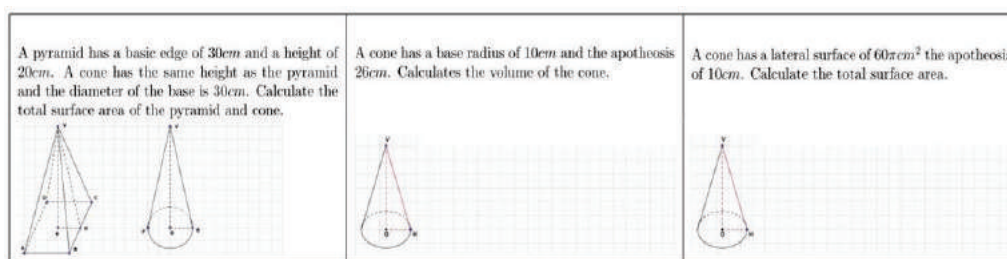 A pyramid has a basic edge of 30cm and a height of
20cm. A cone has the same height as the pyramid
and the diameter of the base is 30cm. Calculate the
total surface area of the pyramid and cone.
A cone has a base radius of 10cm and the apotheosis
26cm. Calculates the volume of the cone.
A cone has a lateral surface of 60πcm² the apotheosi
of 10cm. Calculate the total surface area.
V
V
V
V